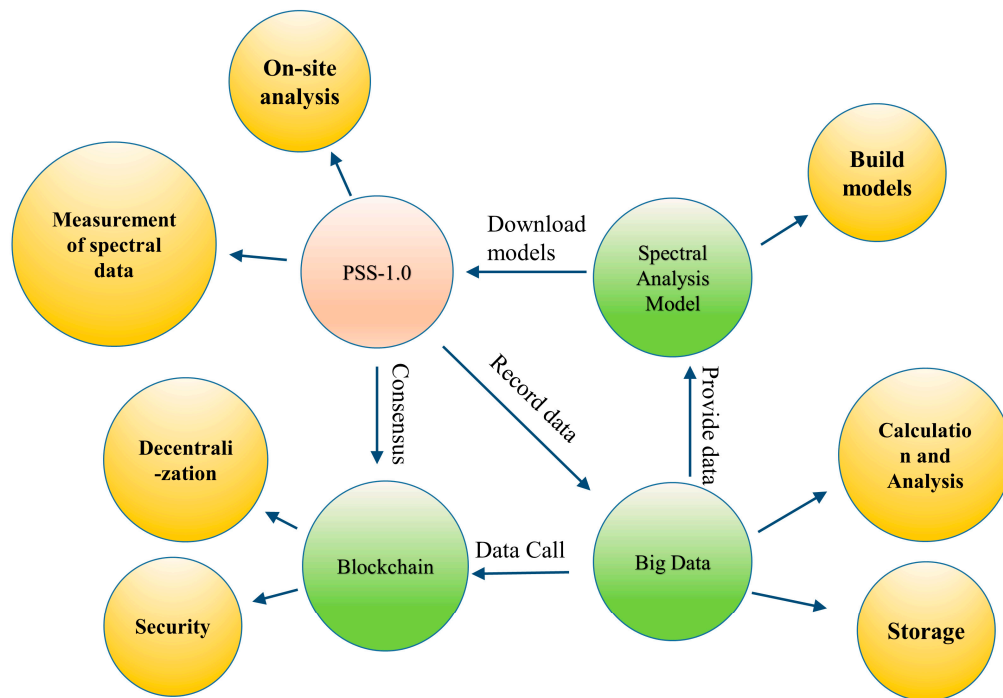 On-site
analysis
Build
models
Measurement
of spectral
data
Download
models
PSS-1.0
Spectral
Analysis
Model
Consensus
Record data
Provide data
Decentrali
-zation
Calculatio
n and
Analysis
Blockchain
Data Call
Big Data
Security
Storage